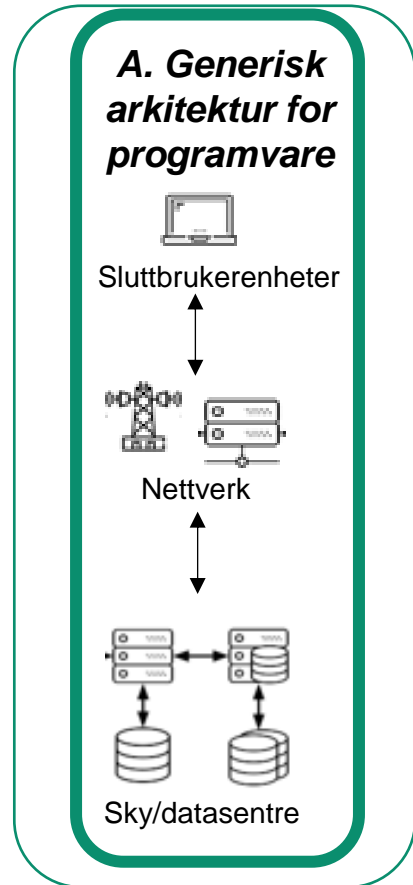 A. Generisk
arkitektur for
programvare
Sluttbrukerenheter
Nettverk
Sky/datasentre